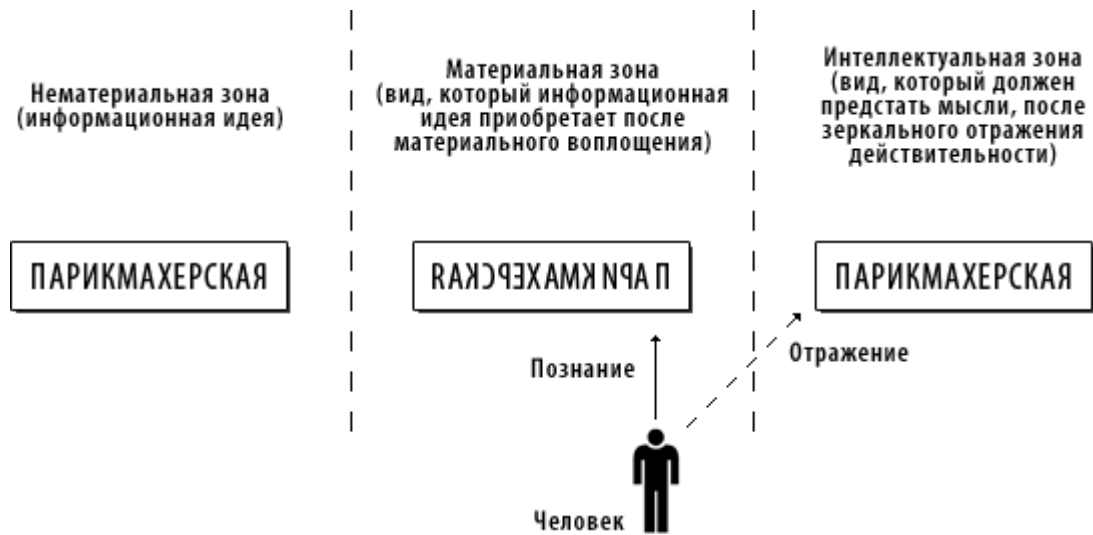 Нематериальная зона
(информационная идея)
Материальная зона
(вид, который информационная
идея приобретает после
материального воплощения)
Интеллектуальная зона
(вид, который должен
предстать мысли, после
зеркального отражения
действительности)
ПАРИКМАХЕРСКАЯ
ПАРИКМАХЕРСКАЯ
ПАРИКМАХЕРСКАЯ
Познание
Отражение
Человек